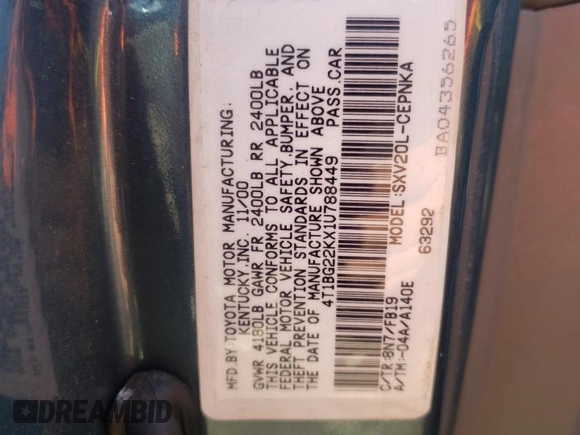 MFD.BY:TOYOTA MOTOR MANUFACTURING;
KENTUCKY,INC. 11/00
GVWR 4180LB GAWR FR 2400LB RR 2400LB
THIS VEHICLE CONFORMS TO ALL APPLICABLE
FEDERAL MOTOR VEHICLE SAFETY,BUMPER, AND
THEFT PREVENTION STANDARDS IN EFFECT ON
THE DATE OF MANUFACTURE SHOWN ABOVE
4T1BG22KX1U788449 PASS.CAR
C/TR:8N7/FB19
A/TM:-04A/A140E
MODEL:SXV20L-CEPNKA
63292
BA04356265
DREAMBID